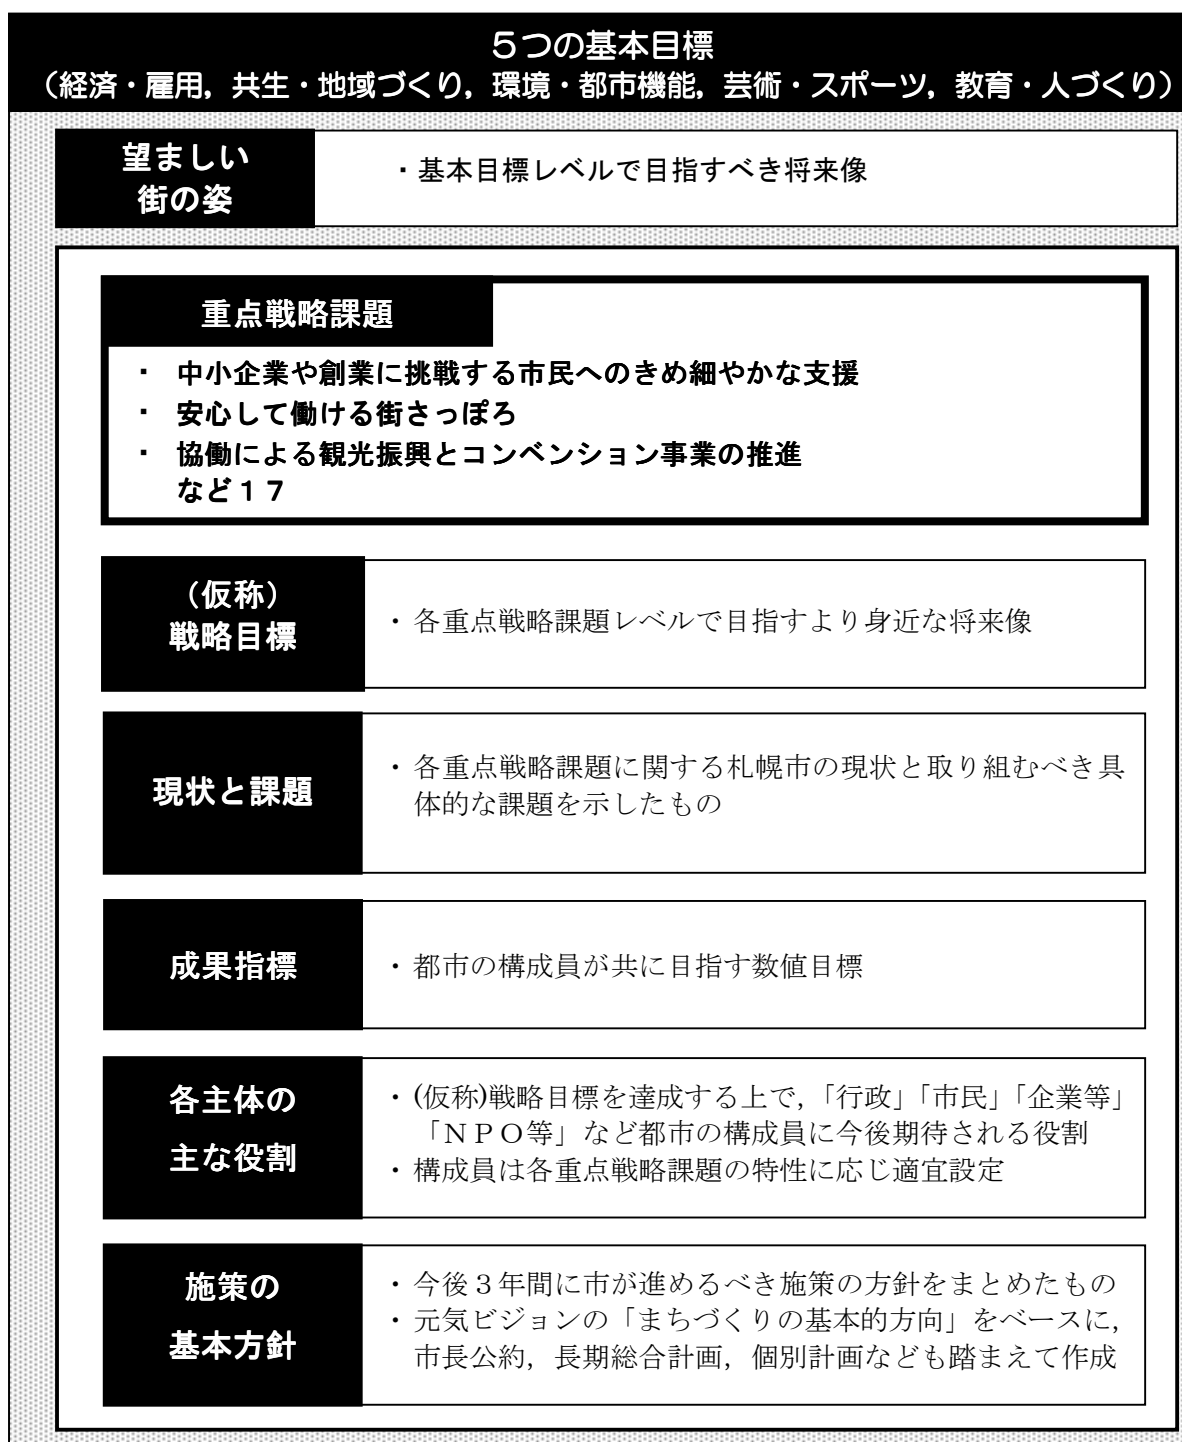 ５つの基本目標
（経済・雇用，共生・地域づくり，環境・都市機能，芸術・スポーツ，教育・人づくり）
望ましい
街の姿
・基本目標レベルで目指すべき将来像
重点戦略課題
・ 中小企業や創業に挑戦する市民へのきめ細やかな支援
・ 安心して働ける街さっぽろ
・ 協働による観光振興とコンベンション事業の推進
など１７
（仮称）
戦略目標
・各重点戦略課題レベルで目指すより身近な将来像
現状と課題
・各重点戦略課題に関する札幌市の現状と取り組むべき具
体的な課題を示したもの
成果指標
・都市の構成員が共に目指す数値目標
各主体の
主な役割
・(仮称)戦略目標を達成する上で，「行政」「市民」「企業等」
「ＮＰＯ等」など都市の構成員に今後期待される役割
・構成員は各重点戦略課題の特性に応じ適宜設定
施策の
基本方針
・今後３年間に市が進めるべき施策の方針をまとめたもの
・元気ビジョンの「まちづくりの基本的方向」をベースに，
市長公約，長期総合計画，個別計画なども踏まえて作成